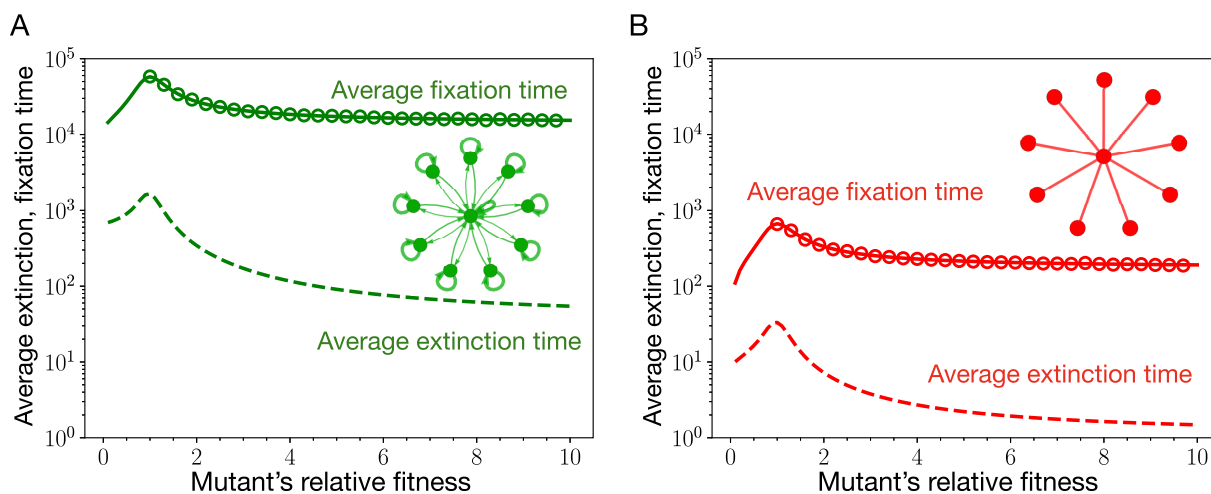 A
Average extinction, fixation time
10^5
10^4
10^3
10^2
10^1
10^0
Average fixation time
Average extinction time
0 2 4 6 8 10
Mutant's relative fitness
B
Average extinction, fixation time
10^5
10^4
10^3
10^2
10^1
10^0
Average fixation time
Average extinction time
0 2 4 6 8 10
Mutant's relative fitness